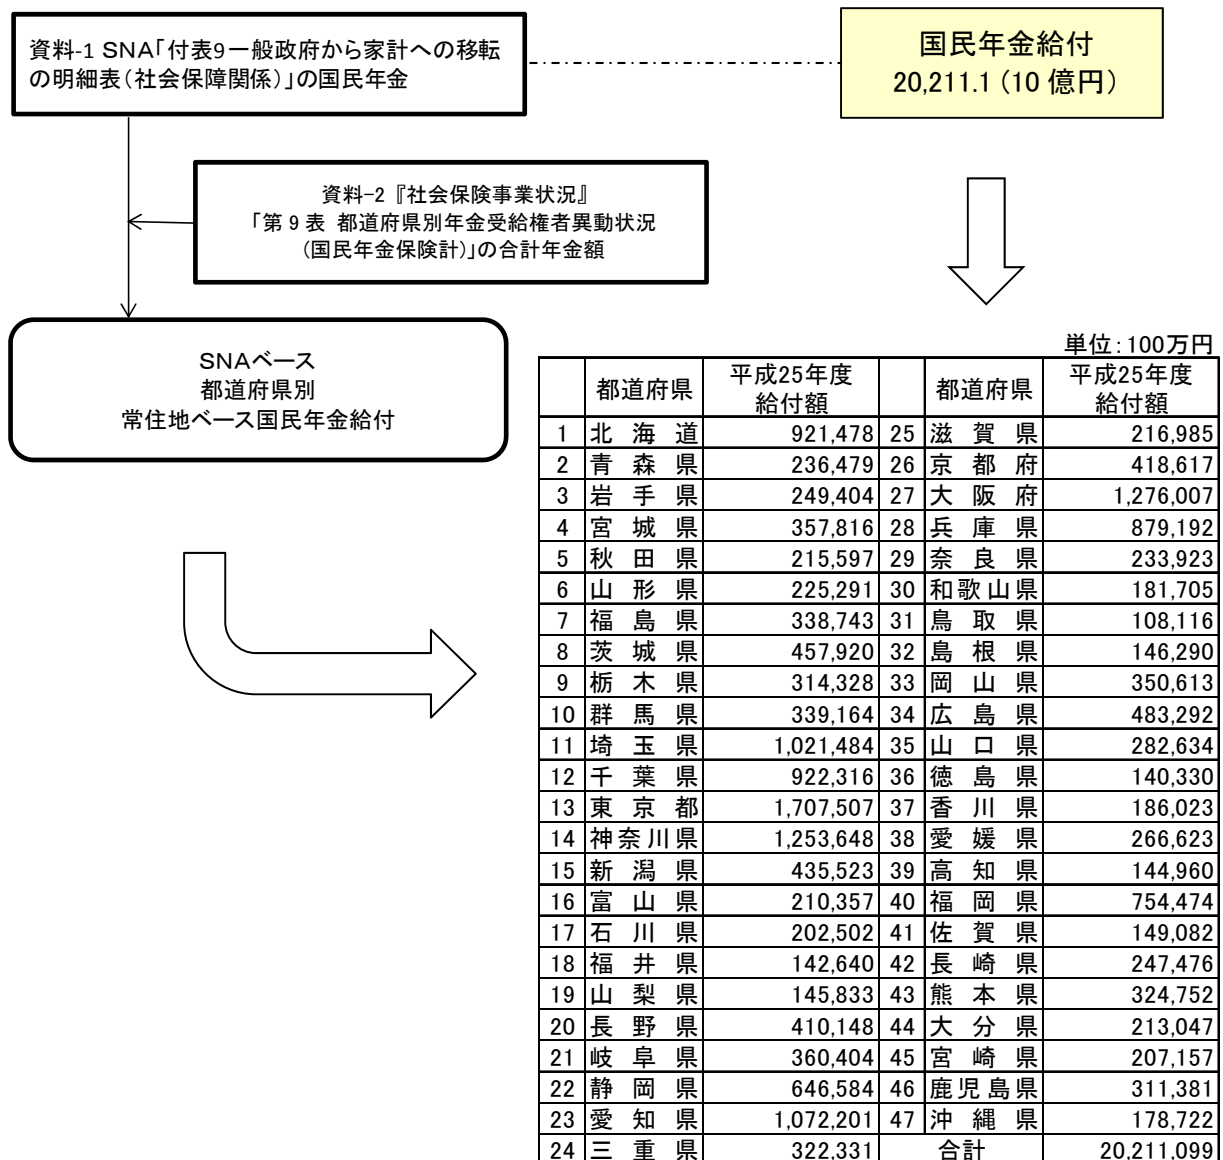 資料-1 SNA「付表9一般政府から家計への移転
の明細表(社会保障関係)」の国民年金
国民年金給付
20,211.1(10 億円)
資料-2『社会保険事業状況』
「第 9 表 都道府県別年金受給権者異動状況
(国民年金保険計)」の合計年金額
SNAベース
都道府県別
常住地ベース国民年金給付
単位:100万円
都道府県 平成25年度 給付額 都道府県 平成25年度 給付額
1 北海道 921,478 25 滋賀県 216,985
2 青森県 236,479 26 京都府 418,617
3 岩手県 249,404 27 大阪府 1,276,007
4 宮城県 357,816 28 兵庫県 879,192
5 秋田県 215,597 29 奈良県 233,923
6 山形県 225,291 30 和歌山県 181,705
7 福島県 338,743 31 鳥取県 108,116
8 茨城県 457,920 32 島根県 146,290
9 栃木県 314,328 33 岡山県 350,613
10 群馬県 339,164 34 広島県 483,292
11 埼玉県 1,021,484 35 山口県 282,634
12 千葉県 922,316 36 徳島県 140,330
13 東京都 1,707,507 37 香川県 186,023
14 神奈川県 1,253,648 38 愛媛県 266,623
15 新潟県 435,523 39 高知県 144,960
16 富山県 210,357 40 福岡県 754,474
17 石川県 202,502 41 佐賀県 149,082
18 福井県 142,640 42 長崎県 247,476
19 山梨県 145,833 43 熊本県 324,752
20 長野県 410,148 44 大分県 213,047
21 岐阜県 360,404 45 宮崎県 207,157
22 静岡県 646,584 46 鹿児島県 311,381
23 愛知県 1,072,201 47 沖縄県 178,722
24 三重県 322,331 合計 20,211,099